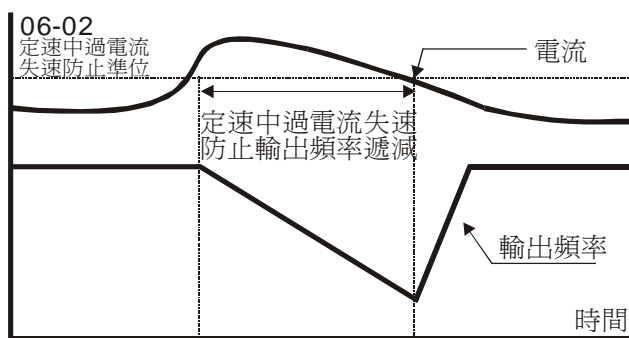 06-02
定速中過電流
失速防止準位
電流
定速中過電流失速
防止輸出頻率遞減
輸出頻率
時間